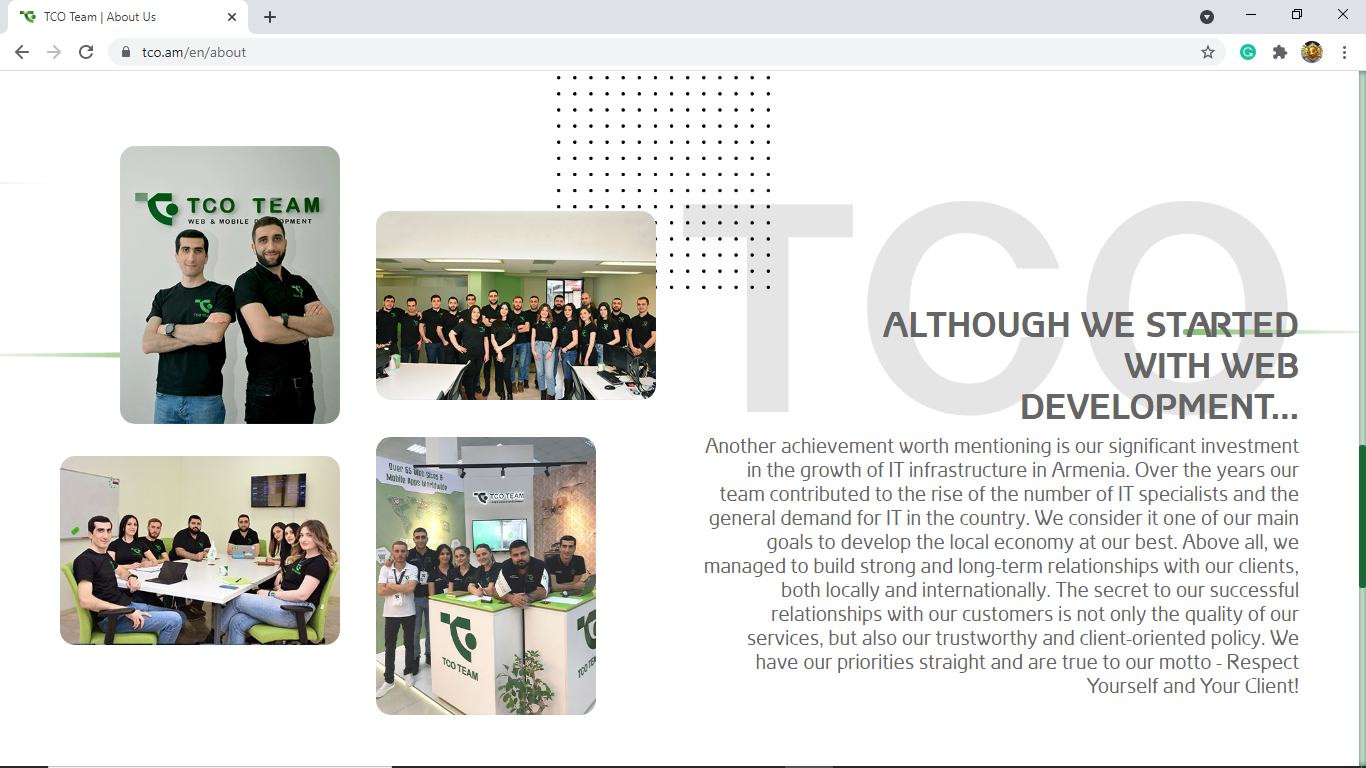 TCO Team | About Us
tco.am/en/about
TCO TEAM
WEB & MOBILE DEVELOPMENT
TCO
ALTHOUGH WE STARTED
WITH WEB
DEVELOPMENT...
Another achievement worth mentioning is our significant investment
in the growth of IT infrastructure in Armenia. Over the years our
team contributed to the rise of the number of IT specialists and the
general demand for IT in the country. We consider it one of our main
goals to develop the local economy at our best. Above all, we
managed to build strong and long-term relationships with our clients,
both locally and internationally. The secret to our successful
relationships with our customers is not only the quality of our
services, but also our trustworthy and client-oriented policy. We
have our priorities straight and are true to our motto - Respect
Yourself and Your Client!
Over 65 Web Sites &
Mobile Apps Worldwide
TCO TEAM
TCO TEAM
TCO TEAM